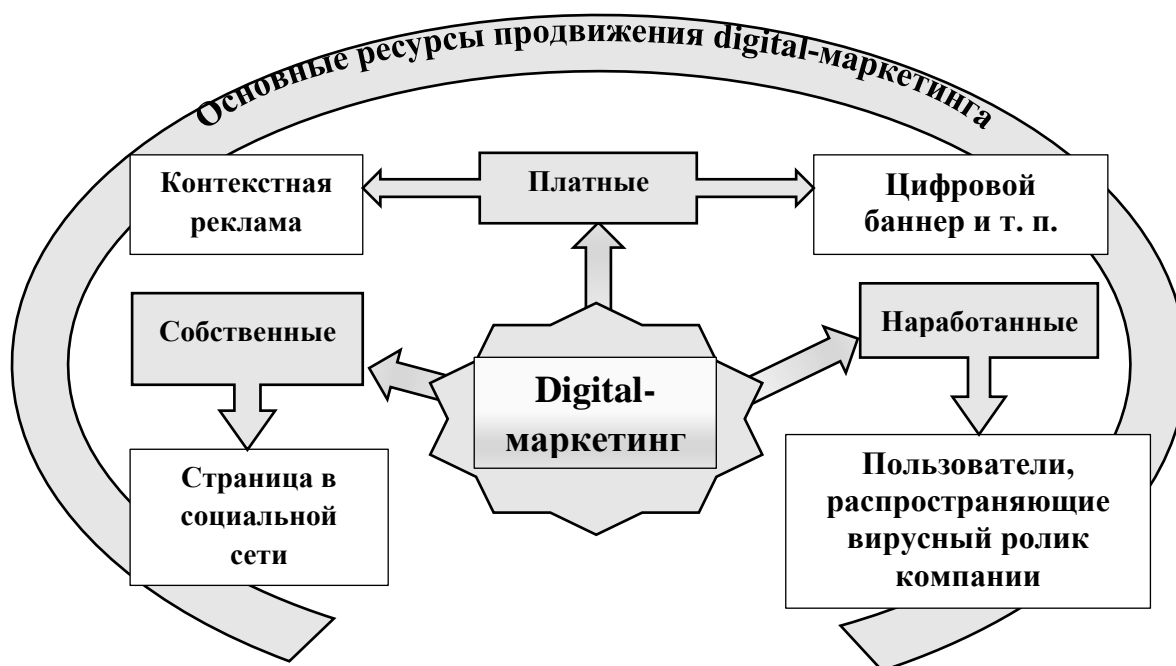 Основные ресурсы продвижения digital-маркетинга
Контекстная
реклама
Платные
Цифровой
баннер и т. п.
Собственные
Наработанные
Digital-
маркетинг
Страница в
социальной
сети
Пользователи,
распространяющие
вирусный ролик
компании